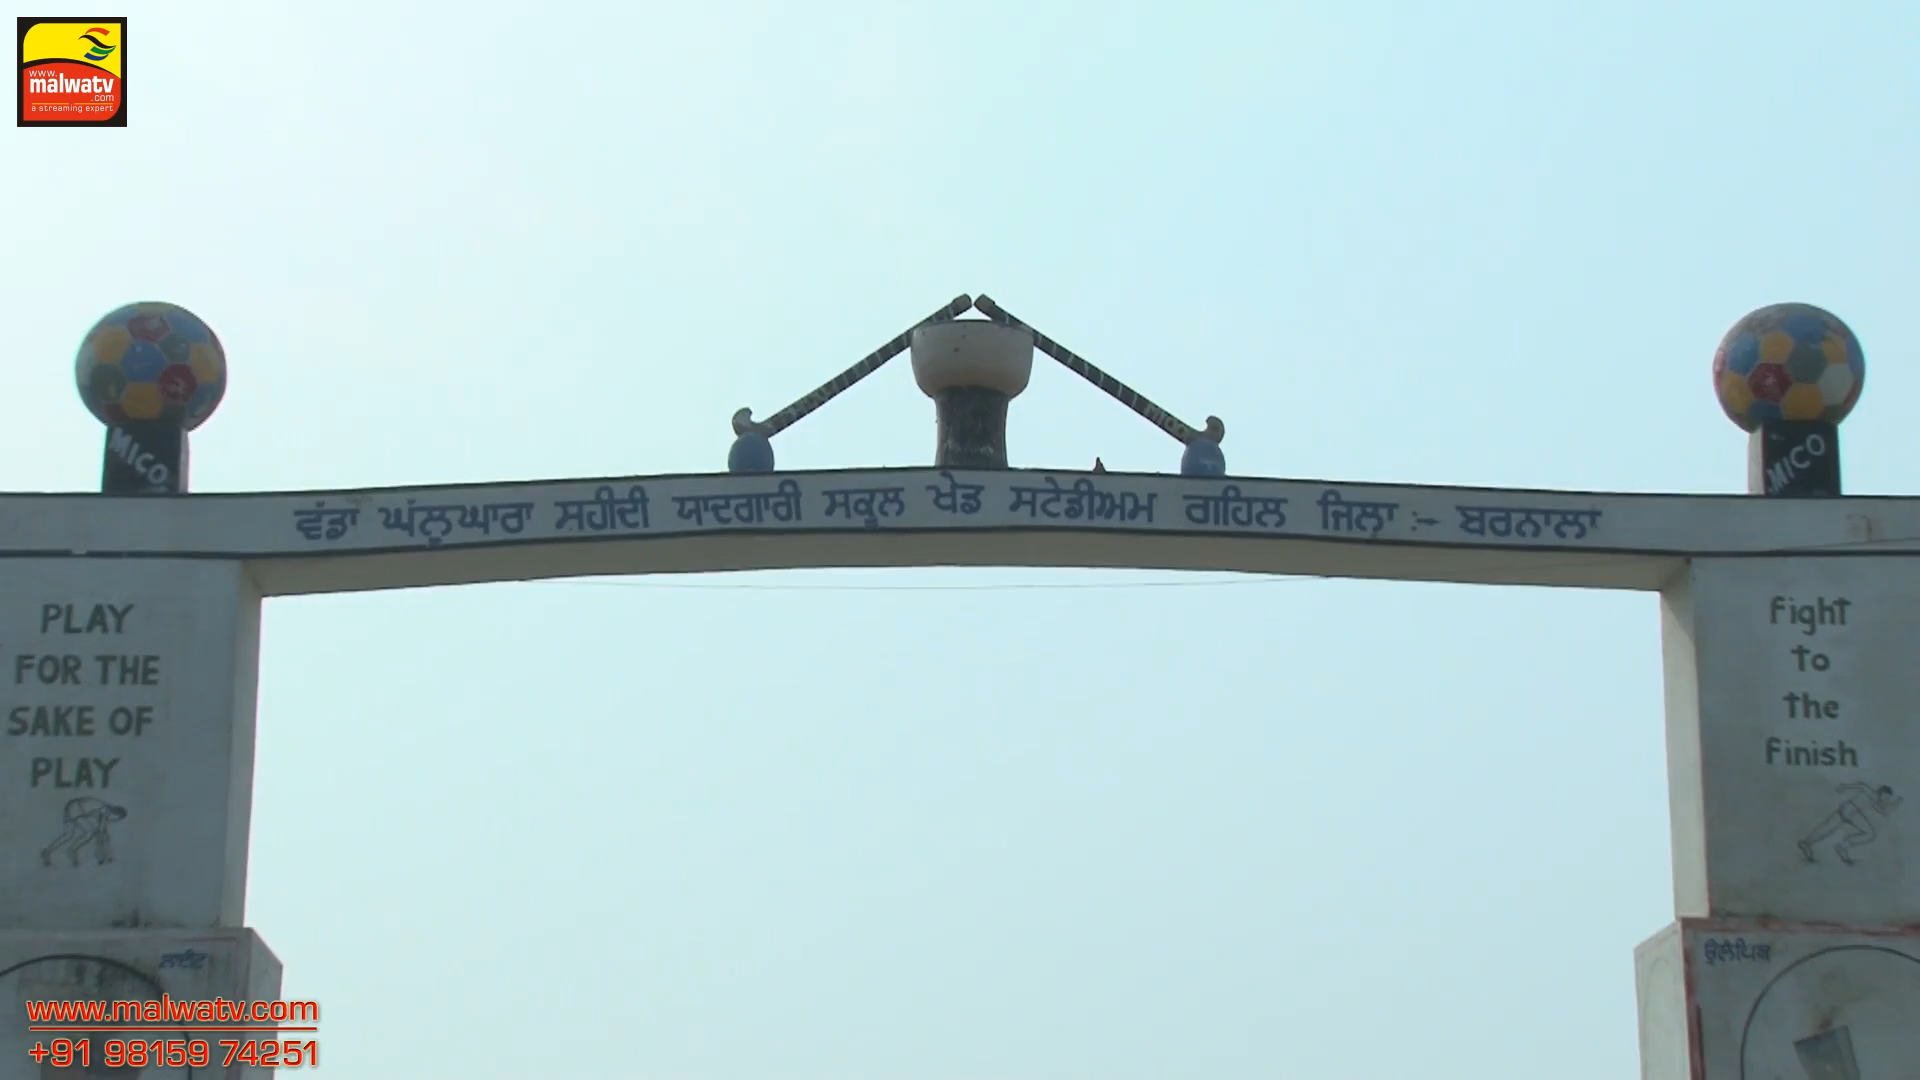 www.
malwatv
.com
a streaming expert
MICO
MICO
ਵੱਡਾ ਘੱਲੂਘਾਰਾ ਸ਼ਹੀਦੀ ਯਾਦਗਾਰੀ ਸਕੂਲ ਖੇਡ ਸਟੇਡੀਅਮ ਗਹਿਲ ਜਿਲਾ :- ਬਰਨਾਲਾ
PLAY
FOR THE
SAKE OF
PLAY
fight
to
the
finish
www.malwatv.com
+91 98159 74251